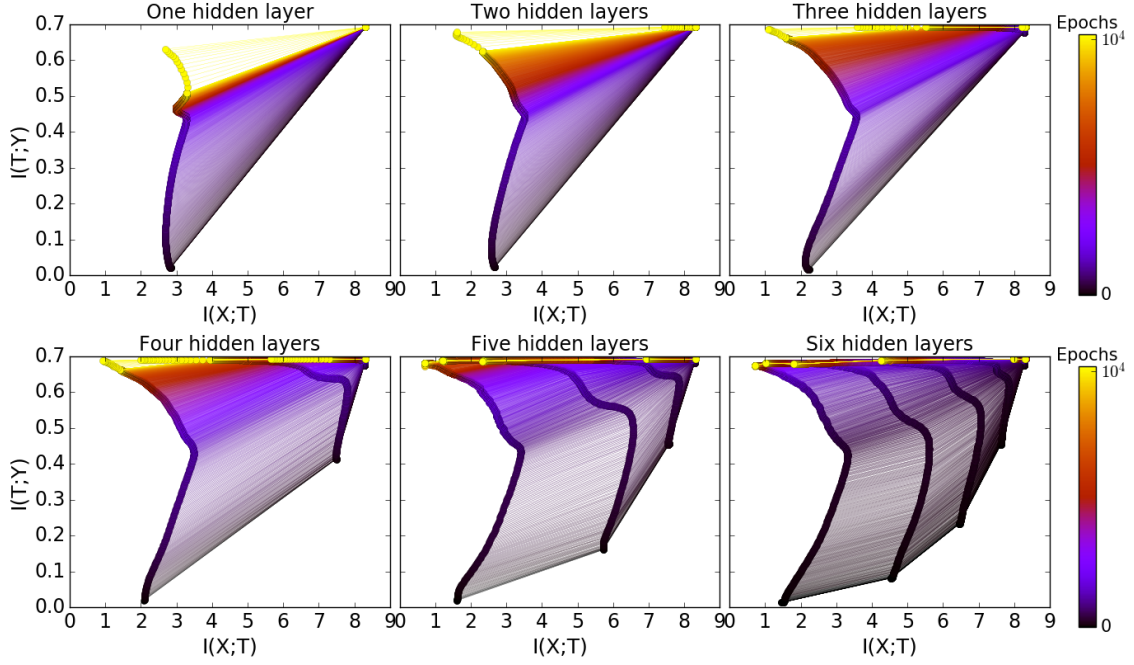 One hidden layer
Two hidden layers
Three hidden layers
Epochs
10^4
0.7
0.6
0.5
0.4
0.3
0.2
0.1
0.0
I(T;Y)
0 1 2 3 4 5 6 7 8 9
0 1 2 3 4 5 6 7 8 9
0 1 2 3 4 5 6 7 8 9
0
I(X;T)
I(X;T)
I(X;T)
Four hidden layers
Five hidden layers
Six hidden layers
Epochs
10^4
0.7
0.6
0.5
0.4
0.3
0.2
0.1
0.0
I(T;Y)
0 1 2 3 4 5 6 7 8 9
0 1 2 3 4 5 6 7 8 9
0 1 2 3 4 5 6 7 8 9
0
I(X;T)
I(X;T)
I(X;T)